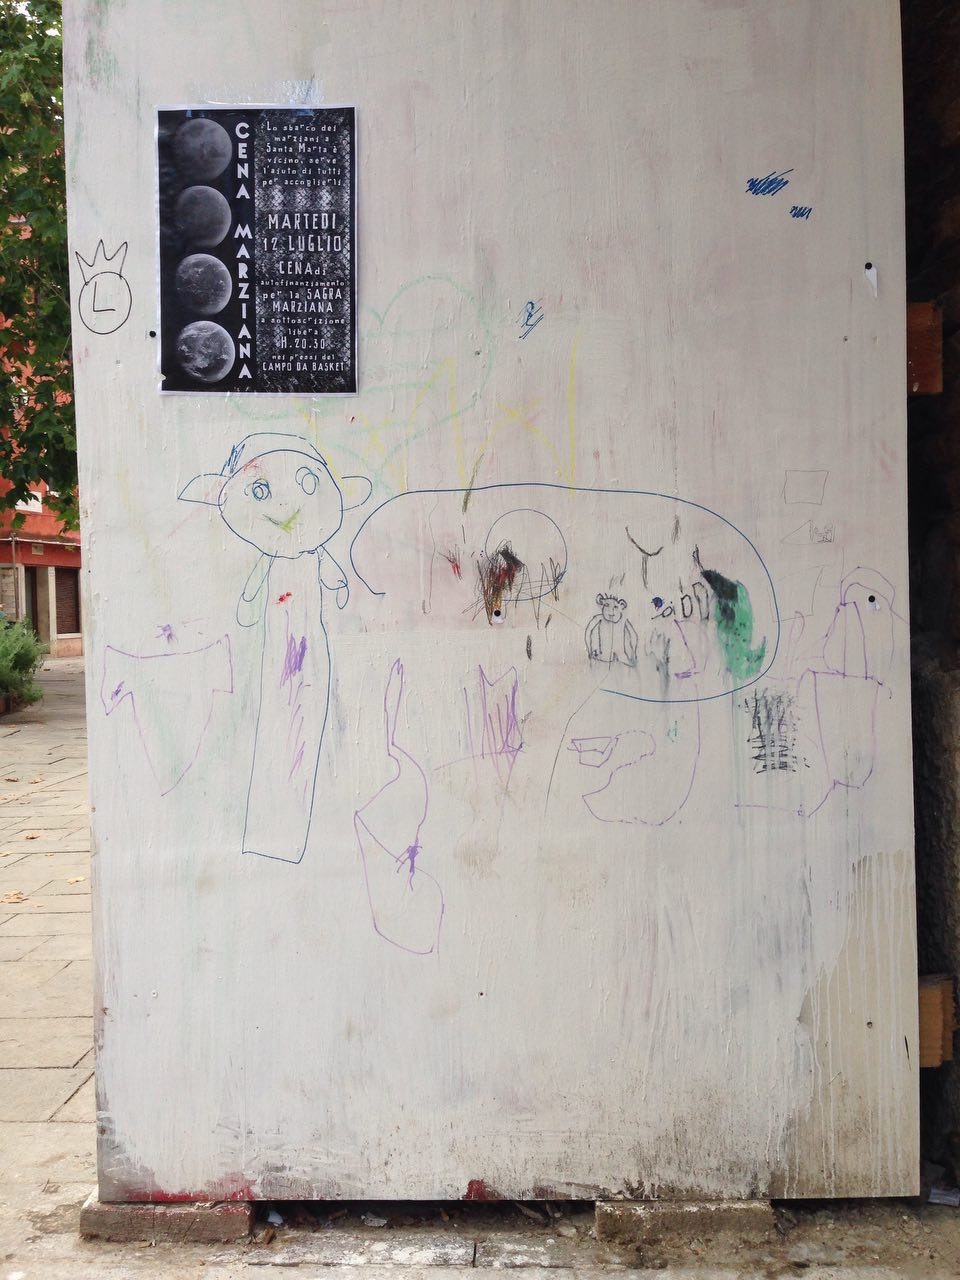 CENA MARZIANA
Lo sbarco dei
marziani a
Santa Marta è
vicino, serve
l'aiuto di tutti
per accoglierli
MARTEDI
12 LUGLIO
CENA di
autofinanziamento
per la SAGRA
MARZIANA
a sottoscrizione
libera
H. 20.30
nei pressi del
CAMPO DA BASKET
L